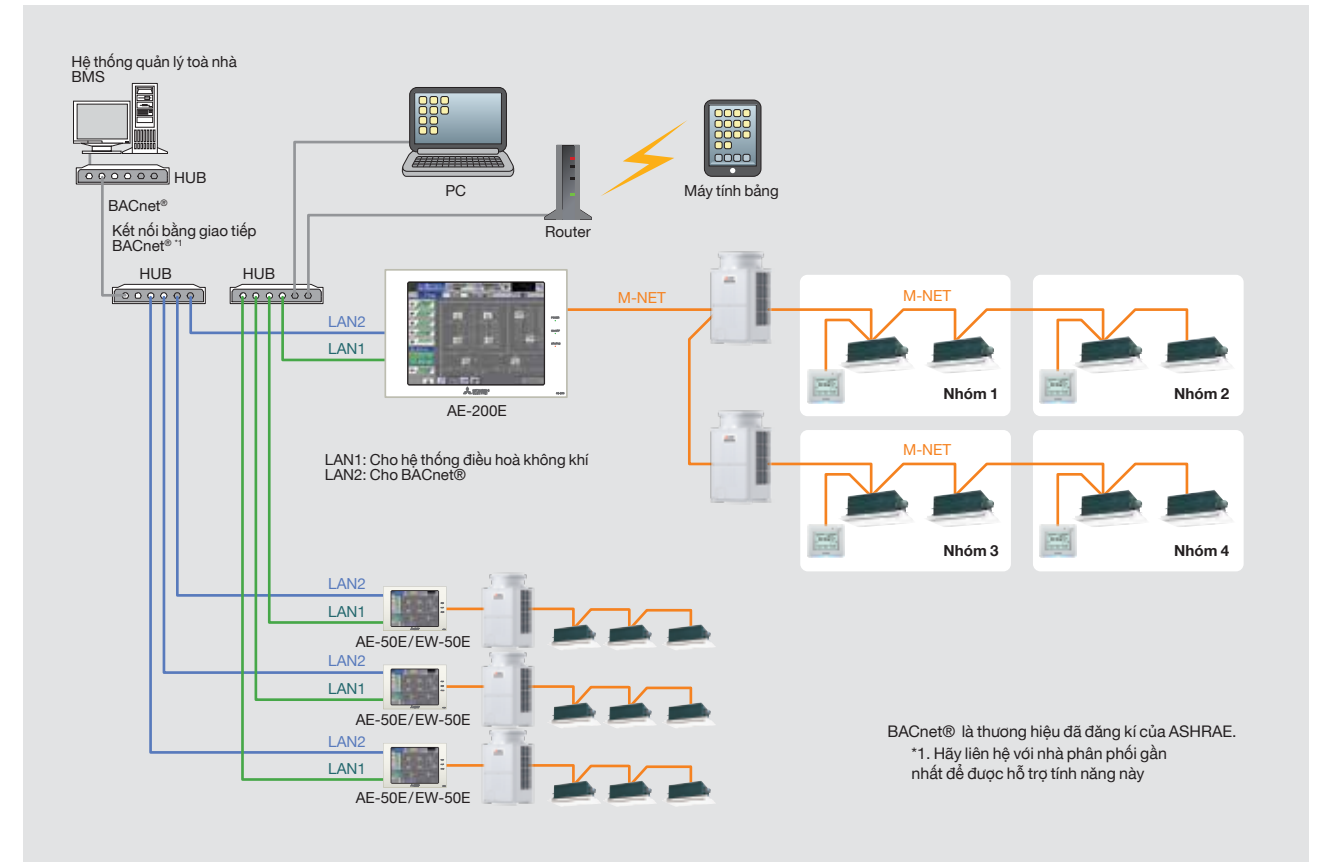 Hệ thống quản lý toà nhà
BMS
HUB
BACnet®
Kết nối bằng giao tiếp
BACnet® *1
HUB
HUB
PC
Router
Máy tính bảng
LAN2
LAN1
AE-200E
M-NET
M-NET
Nhóm 1
Nhóm 2
M-NET
Nhóm 3
Nhóm 4
LAN1: Cho hệ thống điều hoà không khí
LAN2: Cho BACnet®
LAN2
LAN1
AE-50E/EW-50E
LAN2
LAN1
AE-50E/EW-50E
LAN2
LAN1
AE-50E/EW-50E
BACnet® là thương hiệu đã đăng kí của ASHRAE.
*1. Hãy liên hệ với nhà phân phối gần
nhất để được hỗ trợ tính năng này